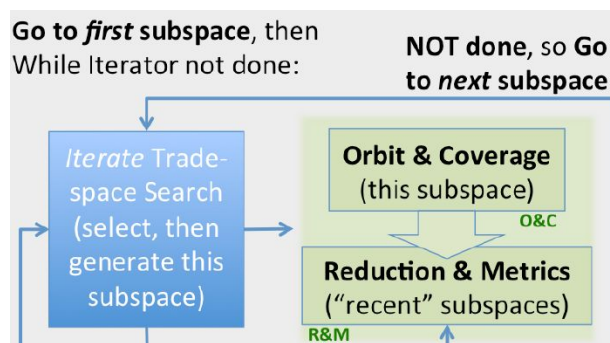 Go to first subspace, then
While Iterator not done:
NOT done, so Go
to next subspace
Iterate Trade-
space Search
(select, then
generate this
subspace)
Orbit & Coverage
(this subspace)
O&C
Reduction & Metrics
(“recent” subspaces)
R&M